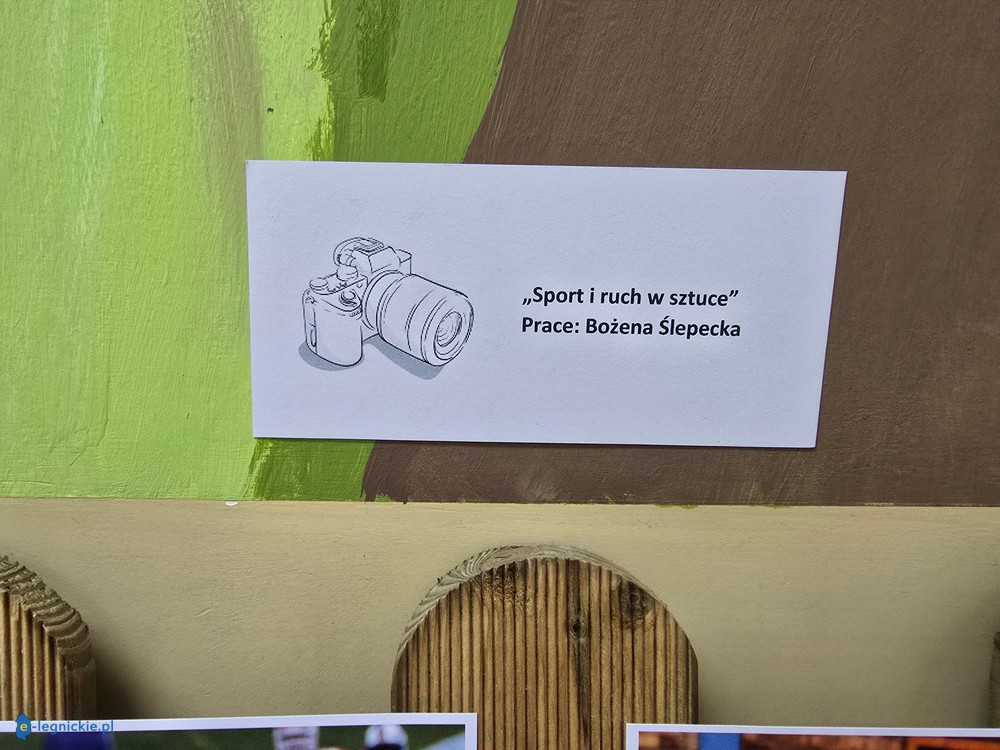 „Sport i ruch w sztuce”
Prace: Bożena Ślepecka
e-legnickie.pl